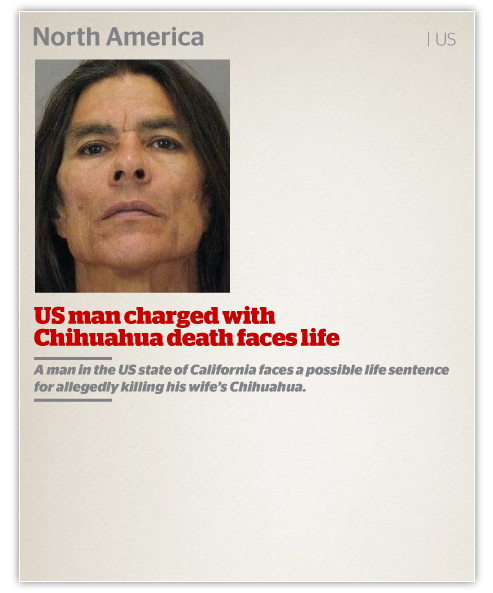 North America
| US
US man charged with
Chihuahua death faces life
A man in the US state of California faces a possible life sentence
for allegedly killing his wife's Chihuahua.